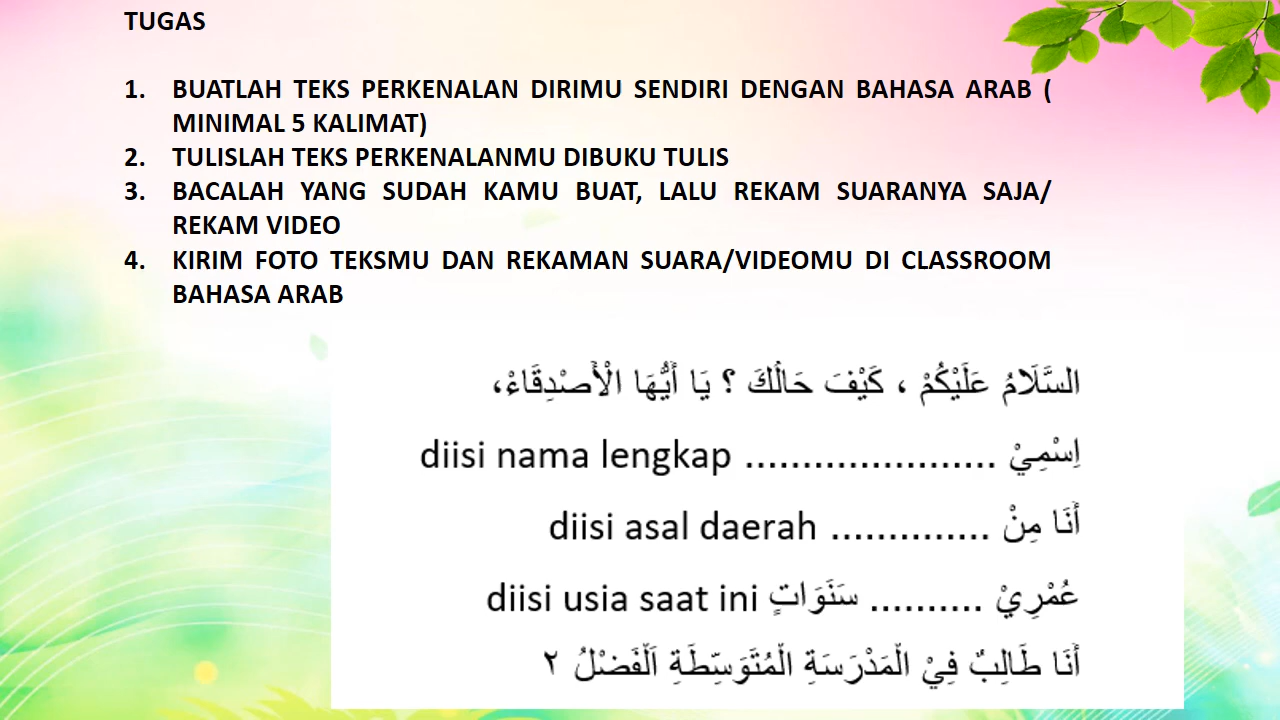 TUGAS
1. BUATLAH TEKS PERKENALAN DIRIMU SENDIRI DENGAN BAHASA ARAB (
MINIMAL 5 KALIMAT)
2. TULISLAH TEKS PERKENALANMU DIBUKU TULIS
3. BACALAH YANG SUDAH KAMU BUAT, LALU REKAM SUARANYA SAJA/
REKAM VIDEO
4. KIRIM FOTO TEKSMU DAN REKAMAN SUARA/VIDEOMU DI CLASSROOM
BAHASA ARAB
السَّلَامُ عَلَيْكُمْ ، كَيْفَ حَالُكَ ؟ يَا أَيُّهَا الْأَصْدِقَاءْ،
اِسْمِيْ ...................... diisi nama lengkap
أَنَا مِنْ .............. diisi asal daerah
عُمْرِيْ .......... سَنَوَاتٍ diisi usia saat ini
أَنَا طَالِبٌ فِيْ الْمَدْرَسَةِ الْمُتَوَسِّطَةِ اَلْفَضْلُ ٢